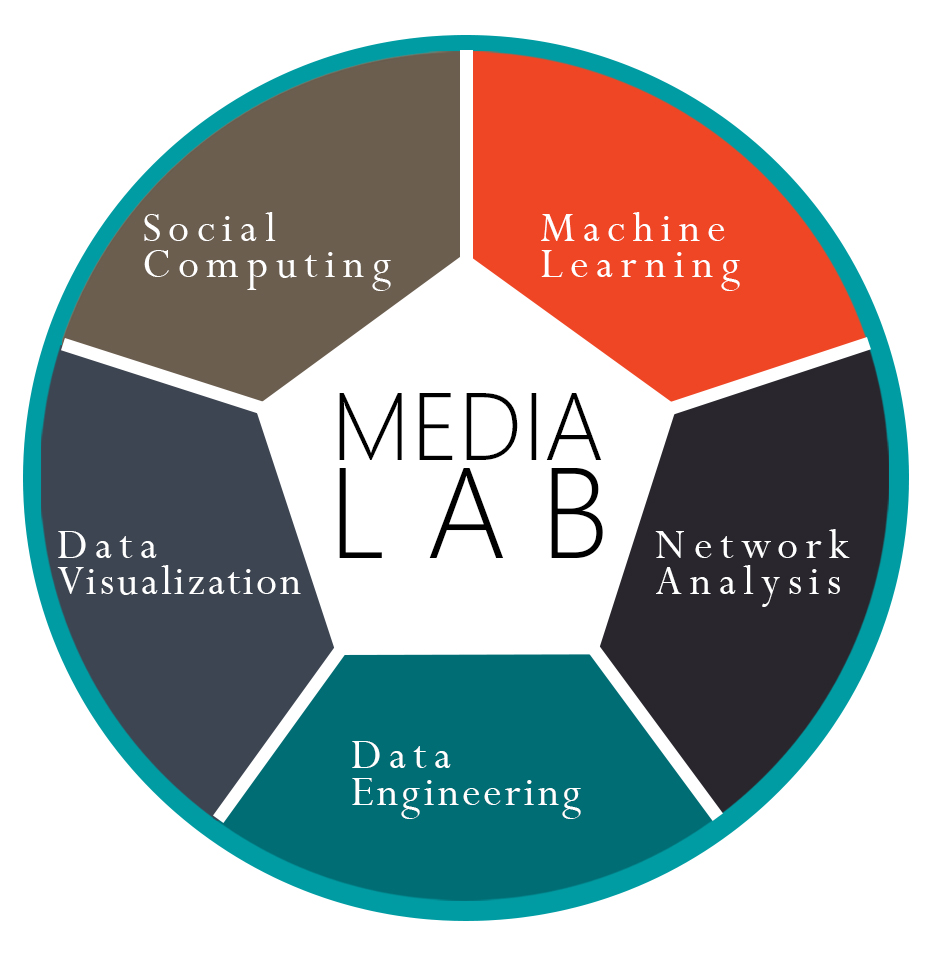 Social
Computing
Machine
Learning
MEDIA
LAB
Data
Visualization
Network
Analysis
Data
Engineering